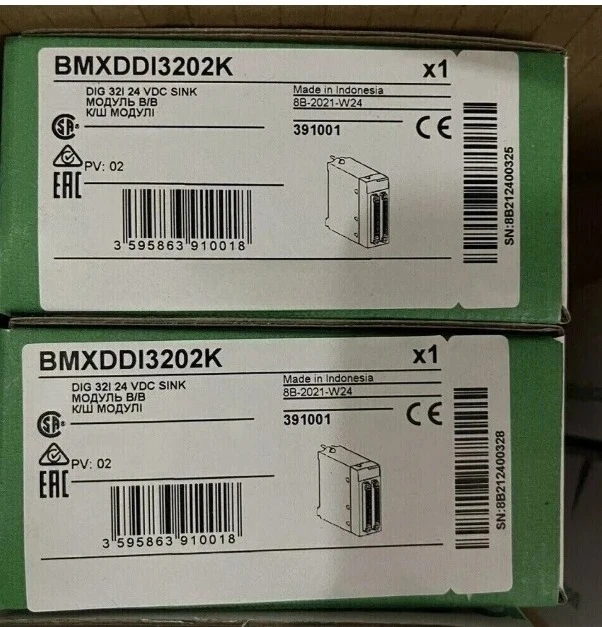 BMXDDI3202K
x1
DIG 32I 24 VDC SINK
МОДУЛЬ В/В
К/Ш МОДУЛІ
Made in Indonesia
8B-2021-W24
391001
CE
SA®
PV: 02
EAC
3 595863 910018
SN:8B212400325
BMXDDI3202K
x1
DIG 32I 24 VDC SINK
МОДУЛЬ В/В
К/Ш МОДУЛІ
Made in Indonesia
8B-2021-W24
391001
CE
SA®
PV: 02
EAC
3 595863 910018
SN:8B212400328